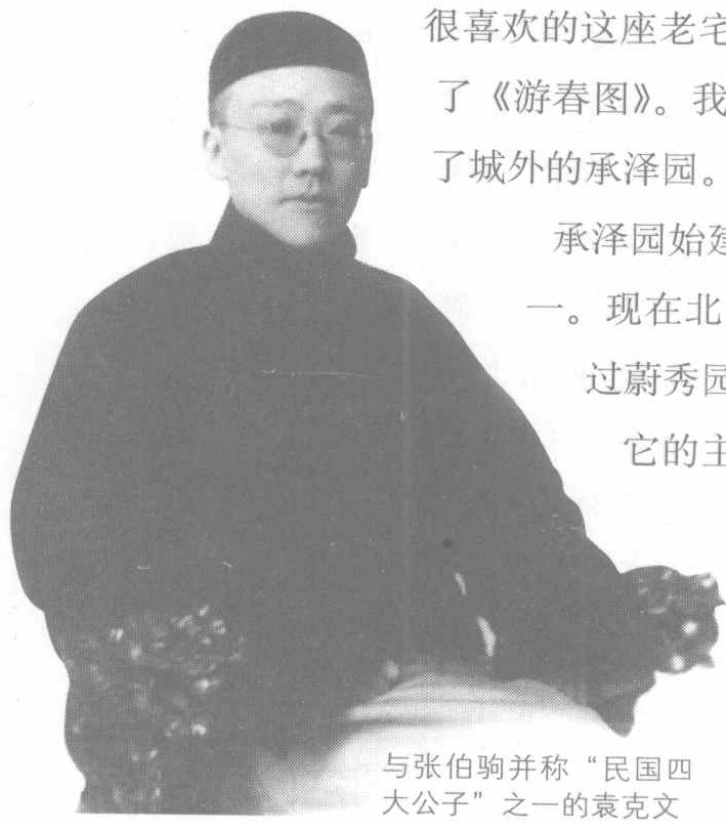 很喜欢的这座老宅
了《游春图》。我
了城外的承泽园。
承泽园始建
一。现在北
过蔚秀园
它的主
与张伯驹并称“民国四
大公子”之一的袁克文